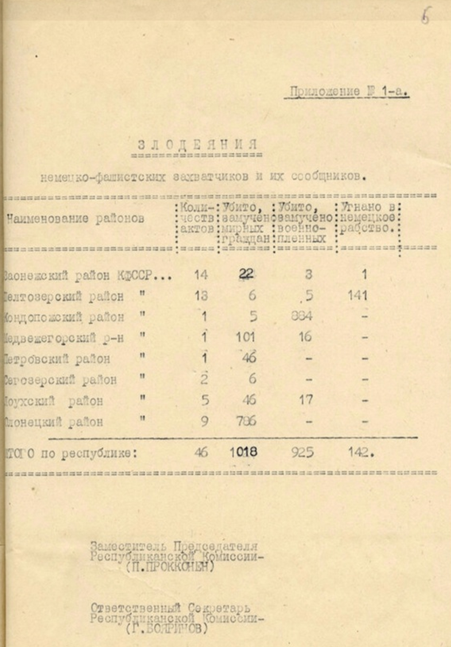 6
Приложение № 1-а.
ЗЛОДЕЯНИЯ
немецко-фашистских захватчиков и их сообщников.
Наименование районов Коли- Убито, Убито, Угнано в
честв замучено замучено немецкое
актов мирных военно- рабство.
граждан пленных
Заонежский район КФССР... 14 22 3 1
Шелтозерский район " 13 6 5 141
Кондопожский район " 1 5 884 -
Медвежегорский р-н " 1 101 16 -
Петровский район " 1 46 - -
Сегозерский район " 2 6 - -
Лоухский район " 5 46 17 -
Олонецкий район " 9 786 - -
ИТОГО по республике: 46 1018 925 142.
Заместитель Председателя
Республиканской Комиссии-
(П.ПРОККОНЕН)
Ответственный Секретарь
Республиканской Комиссии-
(Г.БОЯРИНОВ)